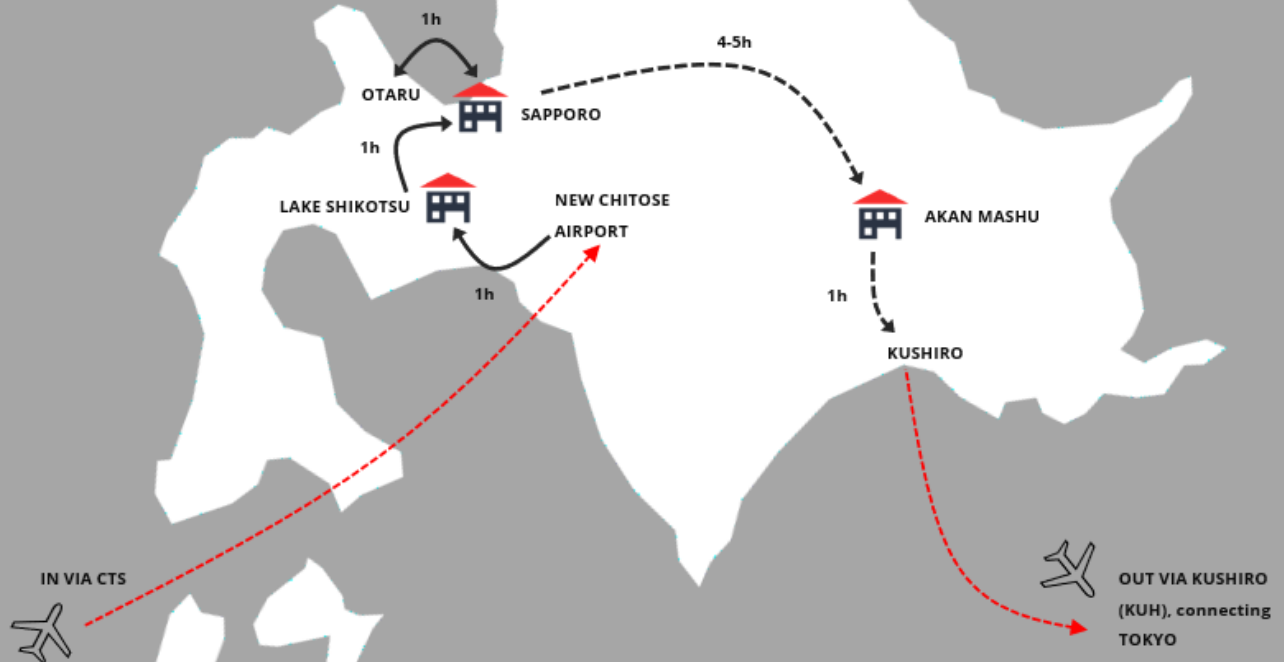 1h
4-5h
OTARU
SAPPORO
1h
LAKE SHIKOTSU
NEW CHITOSE
AIRPORT
AKAN MASHU
1h
1h
KUSHIRO
IN VIA CTS
OUT VIA KUSHIRO
(KUH), connecting
TOKYO